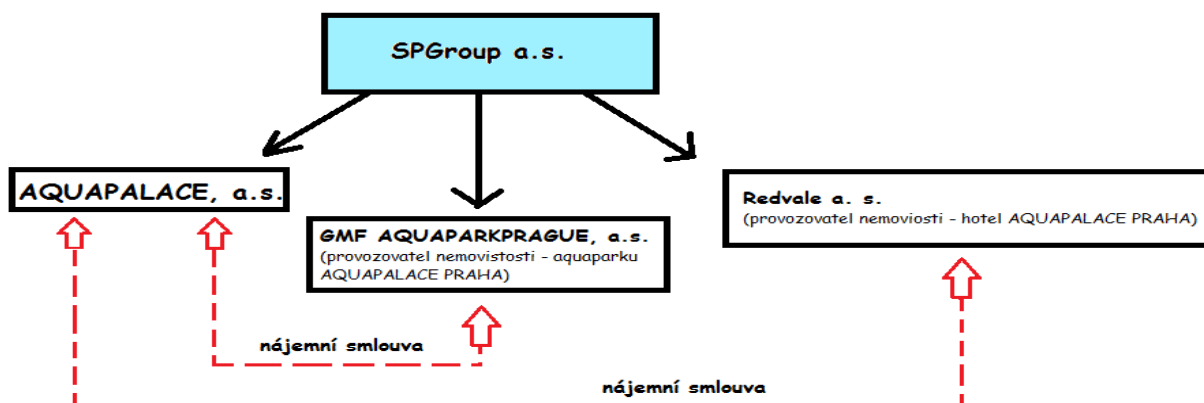 SPGroup a.s.
AQUAPALACE, a.s.
GMF AQUAPARKPRAGUE, a.s.
(provozovatel nemovistosti - aquaparku
AQUAPALACE PRAHA)
Redvale a. s.
(provozovatel nemoviosti - hotel AQUAPALACE PRAHA)
nájemní smlouva
nájemní smlouva